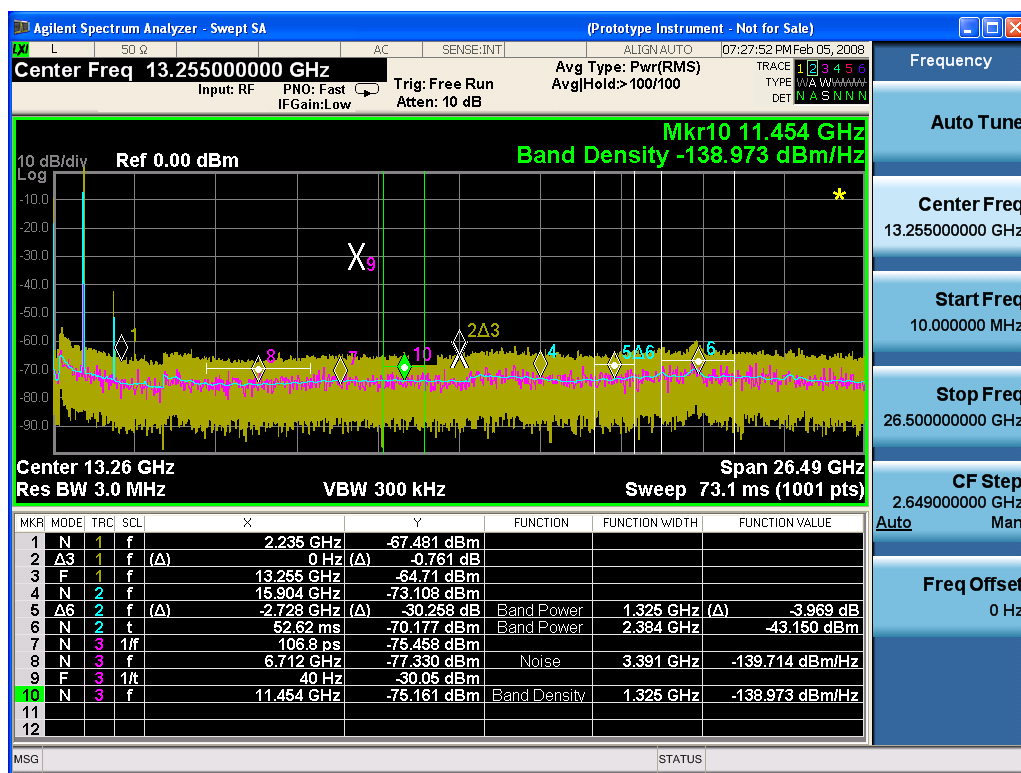 Agilent Spectrum Analyzer - Swept SA (Prototype Instrument - Not for Sale)
LXI L 50 Ω AC SENSE:INT ALIGN AUTO 07:27:52 PM Feb 05, 2008
Center Freq 13.255000000 GHz
Input: RF PNO: Fast IFGain:Low
Trig: Free Run
Atten: 10 dB
Avg Type: Pwr(RMS)
Avg|Hold:>100/100
TRACE 1 2 3 4 5 6
TYPE WAWWWW
DET N A S N N N
Mkr10 11.454 GHz
Band Density -138.973 dBm/Hz
10 dB/div Ref 0.00 dBm
Log
-10.0
-20.0
-30.0
-40.0
-50.0
-60.0
-70.0
-80.0
-90.0
*
9
1
2Δ3
8
7
10
4
5Δ6
6
Center 13.26 GHz Span 26.49 GHz
Res BW 3.0 MHz VBW 300 kHz Sweep 73.1 ms (1001 pts)
MKR MODE TRC SCL X Y FUNCTION FUNCTION WIDTH FUNCTION VALUE
1 N 1 f 2.235 GHz -67.481 dBm
2 Δ3 1 f (Δ) 0 Hz (Δ) -0.761 dB
3 F 1 f 13.255 GHz -64.71 dBm
4 N 2 f 15.904 GHz -73.108 dBm
5 Δ6 2 f (Δ) -2.728 GHz (Δ) -30.258 dB Band Power 1.325 GHz (Δ) -3.969 dB
6 N 2 t 52.62 ms -70.177 dBm Band Power 2.384 GHz -43.150 dBm
7 N 3 1/f 106.8 ps -75.458 dBm
8 N 3 f 6.712 GHz -77.330 dBm Noise 3.391 GHz -139.714 dBm/Hz
9 F 3 1/t 40 Hz -30.05 dBm
10 N 3 f 11.454 GHz -75.161 dBm Band Density 1.325 GHz -138.973 dBm/Hz
11
12
MSG STATUS
Frequency
Auto Tune
Center Freq
13.255000000 GHz
Start Freq
10.000000 MHz
Stop Freq
26.500000000 GHz
CF Step
2.649000000 GHz
Auto Man
Freq Offset
0 Hz